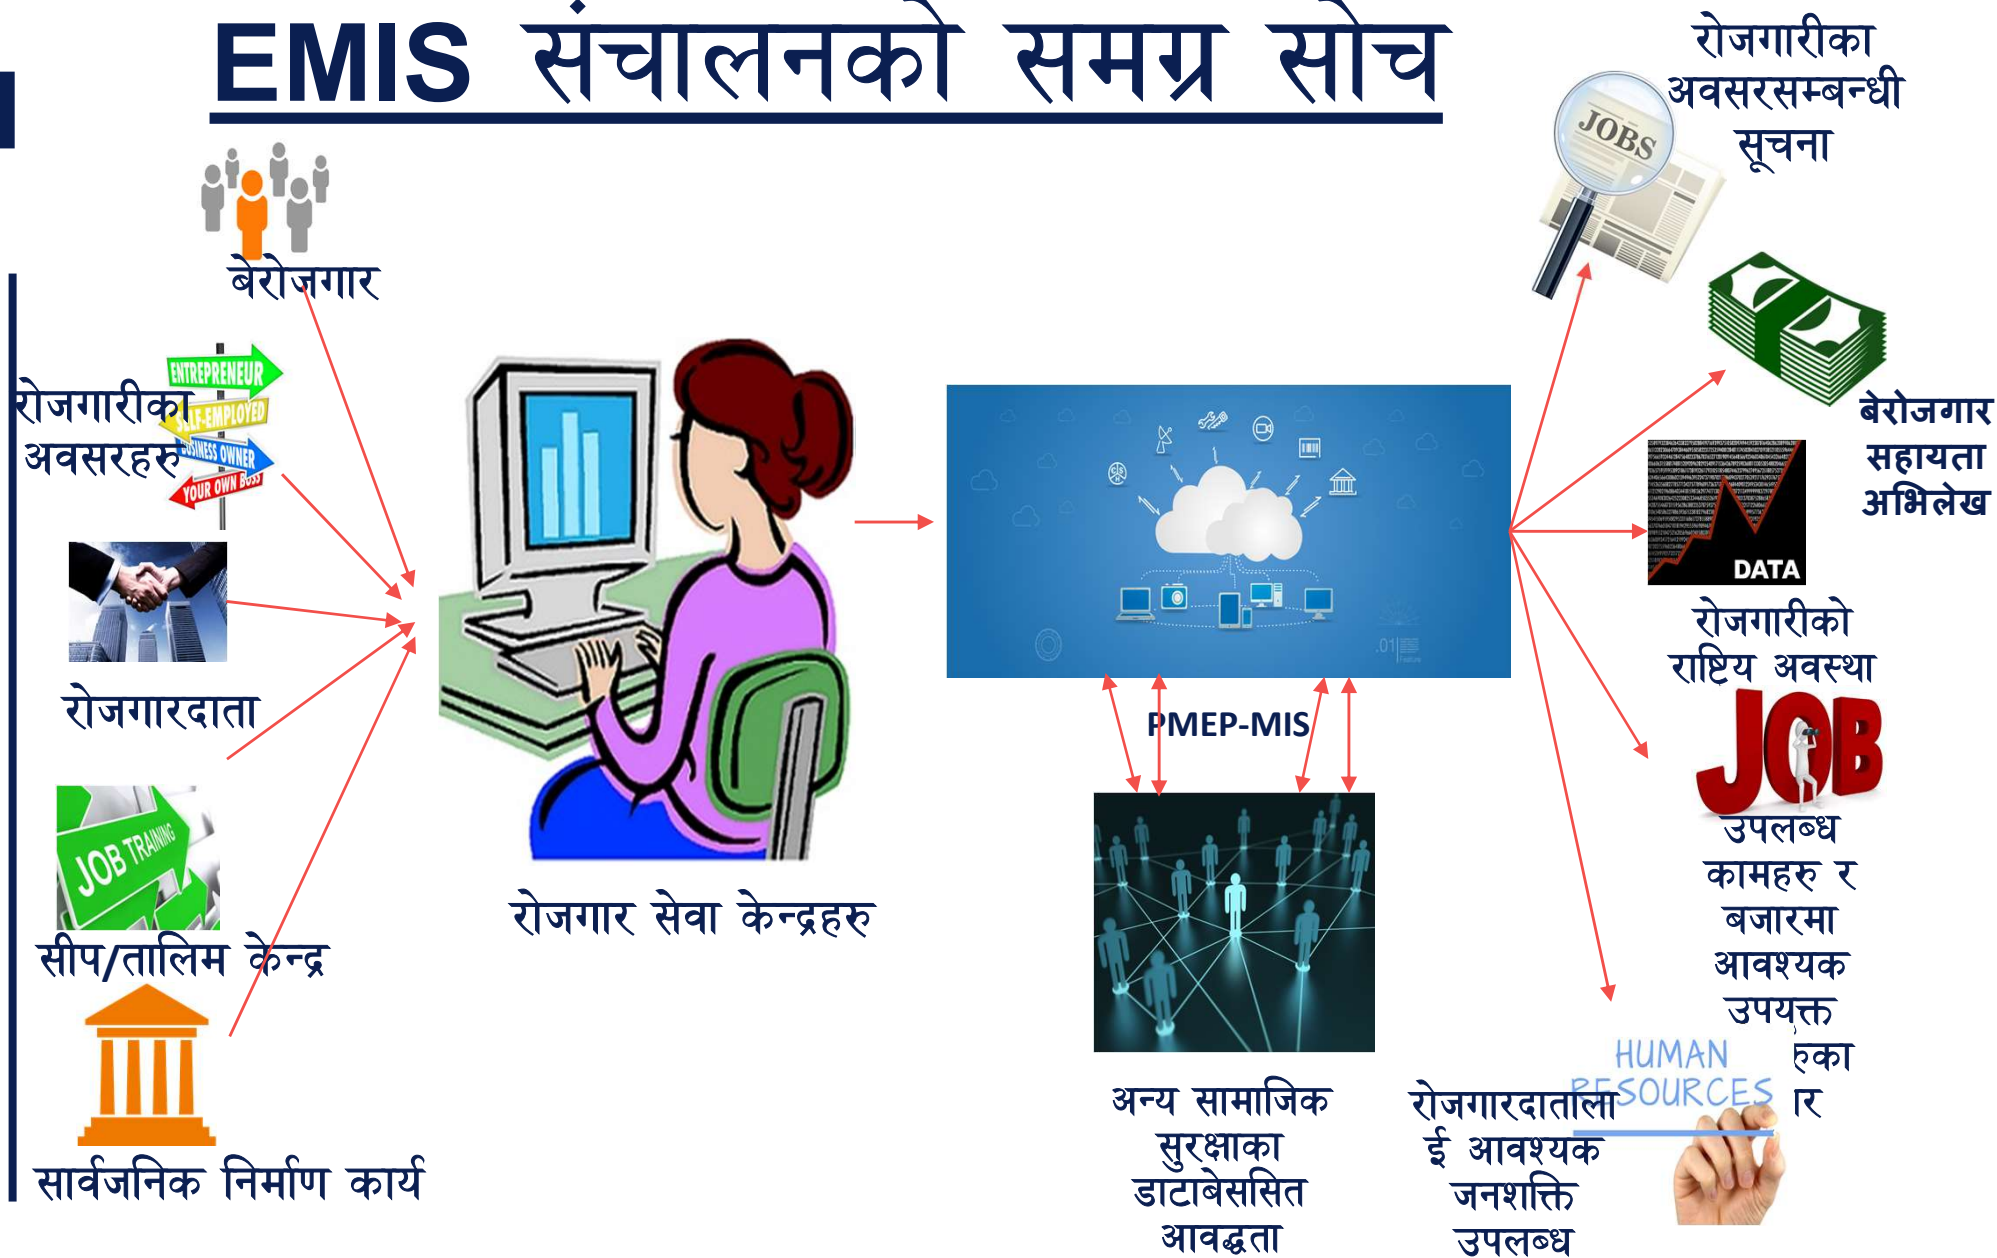 EMIS संचालनको समग्र सोच
रोजगारीका
अवसरसम्बन्धी
सूचना
JOBS
बेरोजगार
ENTREPRENEUR
SELF-EMPLOYED
BUSINESS OWNER
YOUR OWN BOSS
रोजगारीका
अवसरहरु
रोजगारदाता
JOB TRAINING
सीप/तालिम केन्द्र
सार्वजनिक निर्माण कार्य
रोजगार सेवा केन्द्रहरु
PMEP-MIS
अन्य सामाजिक
सुरक्षाका
डाटाबेससित
आवद्धता
बेरोजगार
सहायता
अभिलेख
DATA
रोजगारीको
राष्टिय अवस्था
JOB
उपलब्ध
कामहरु र
बजारमा
आवश्यक
उपयुक्त
HUMAN
RESOURCES
रोजगारदाताला
ई आवश्यक
जनशक्ति
उपलब्ध